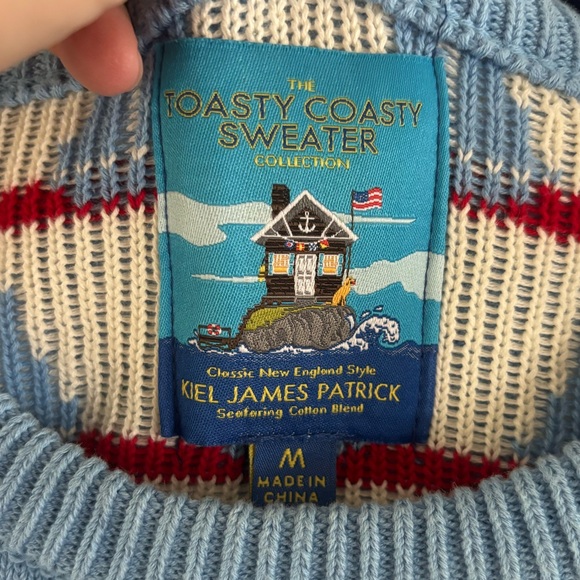 THE
TOASTY COASTY
SWEATER
COLLECTION
Classic New England Style
KIEL JAMES PATRICK
Seafaring Cotton Blend
M
MADE IN
CHINA